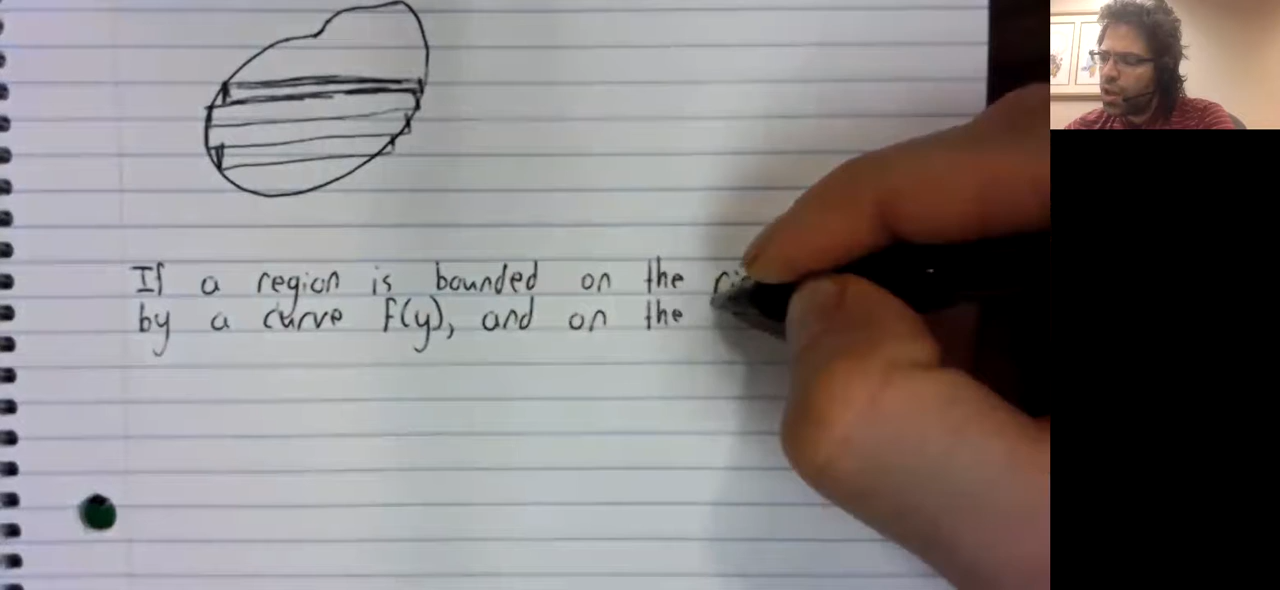 If a region is bounded on the
by a curve f(y), and on the